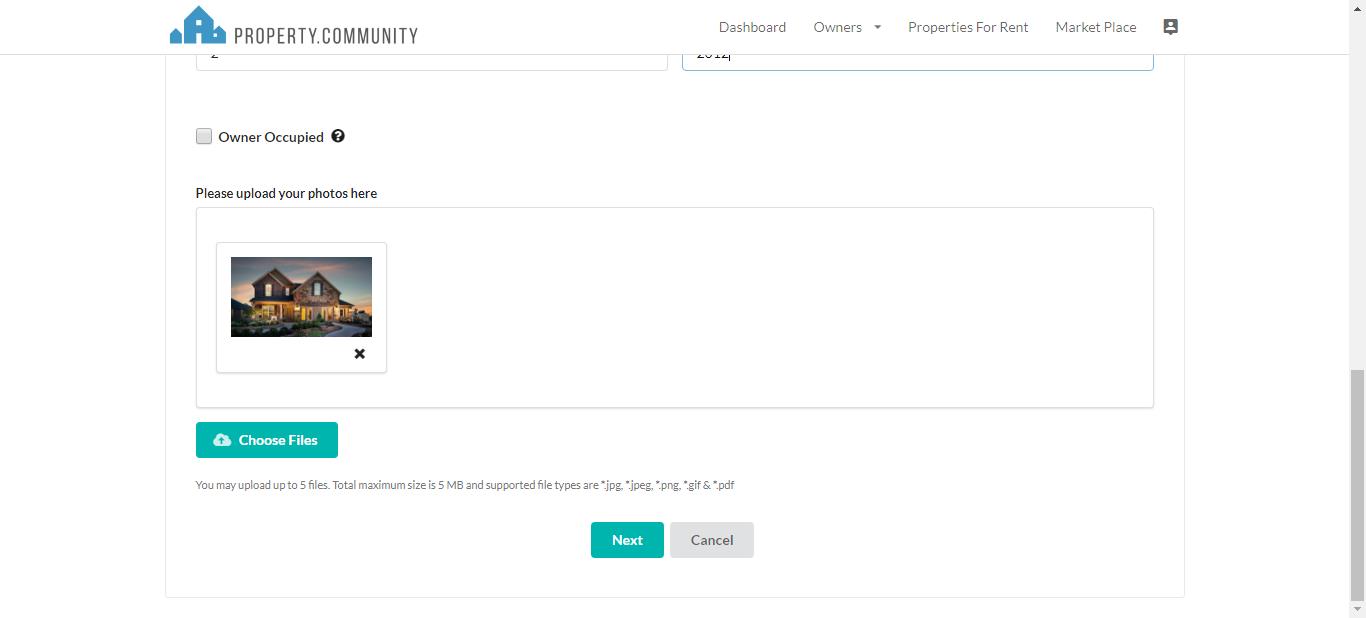 PROPERTY.COMMUNITY
Dashboard
Owners
Properties For Rent
Market Place
2
2012
Owner Occupied
Please upload your photos here
Choose Files
You may upload up to 5 files. Total maximum size is 5 MB and supported file types are *.jpg, *.jpeg, *.png, *.gif & *.pdf
Next
Cancel